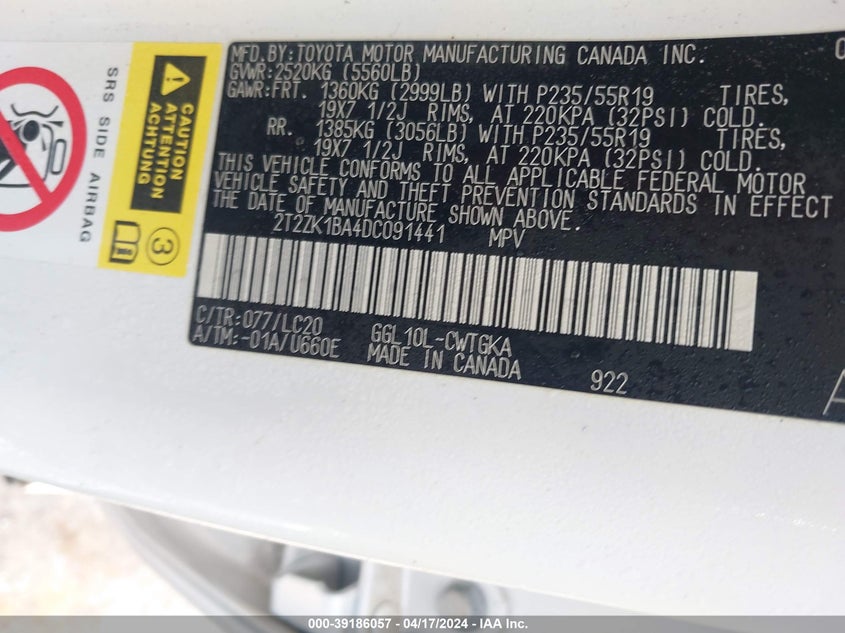 MFD. BY: TOYOTA MOTOR MANUFACTURING CANADA INC.
GVWR: 2520KG (5560LB)
GAWR: FRT. 1360KG (2999LB) WITH P235/55R19 TIRES,
19X7 1/2J RIMS, AT 220KPA (32PSI) COLD.
RR. 1385KG (3056LB) WITH P235/55R19 TIRES,
19X7 1/2J RIMS, AT 220KPA (32PSI) COLD.
THIS VEHICLE CONFORMS TO ALL APPLICABLE FEDERAL MOTOR
VEHICLE SAFETY AND THEFT PREVENTION STANDARDS IN EFFECT
THE DATE OF MANUFACTURE SHOWN ABOVE.
2T2ZK1BA4DC091441 MPV
C/TR: 077/LC20
A/TM: -01A/U660E
GGL10L-CWTGKA
MADE IN CANADA
922
SRS SIDE AIRBAG
CAUTION
ATTENTION
ACHTUNG
3
000-39186057 - 04/17/2024 - IAA Inc.